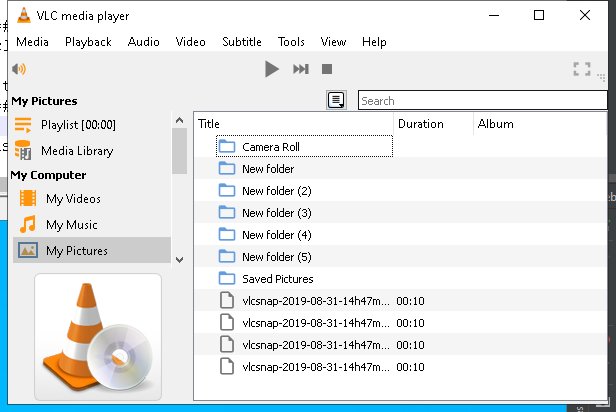 VLC media player
Media Playback Audio Video Subtitle Tools View Help
My Pictures
Playlist [00:00]
Media Library
My Computer
My Videos
My Music
My Pictures
Search
Title Duration Album
Camera Roll
New folder
New folder (2)
New folder (3)
New folder (4)
New folder (5)
Saved Pictures
vlcsnap-2019-08-31-14h47m... 00:10
vlcsnap-2019-08-31-14h47m... 00:10
vlcsnap-2019-08-31-14h47m... 00:10
vlcsnap-2019-08-31-14h47m... 00:10